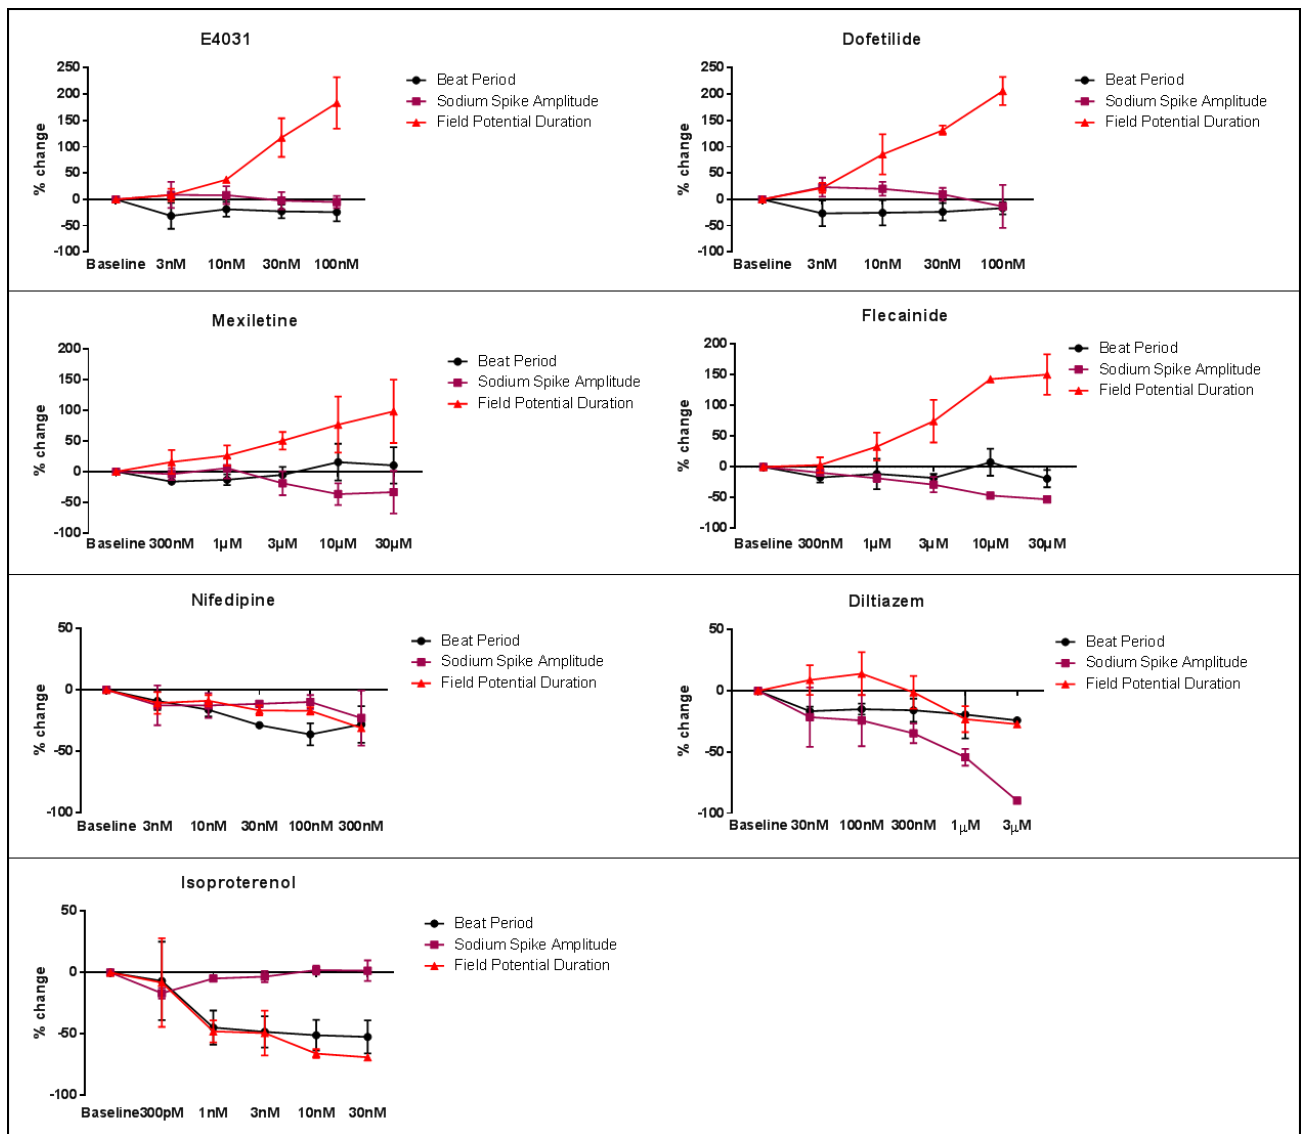 E4031
250
200
150
100
50
0
-50
-100
% change
Baseline 3nM 10nM 30nM 100nM
Beat Period
Sodium Spike Amplitude
Field Potential Duration
Dofetilide
250
200
150
100
50
0
-50
-100
% change
Baseline 3nM 10nM 30nM 100nM
Beat Period
Sodium Spike Amplitude
Field Potential Duration
Mexiletine
200
150
100
50
0
-50
-100
% change
Baseline 300nM 1µM 3µM 10µM 30µM
Beat Period
Sodium Spike Amplitude
Field Potential Duration
Flecainide
200
150
100
50
0
-50
-100
% change
Baseline 300nM 1µM 3µM 10µM 30µM
Beat Period
Sodium Spike Amplitude
Field Potential Duration
Nifedipine
50
0
-50
-100
% change
Baseline 3nM 10nM 30nM 100nM 300nM
Beat Period
Sodium Spike Amplitude
Field Potential Duration
Diltiazem
50
0
-50
-100
% change
Baseline 30nM 100nM 300nM 1µM 3µM
Beat Period
Sodium Spike Amplitude
Field Potential Duration
Isoproterenol
50
0
-50
-100
% change
Baseline 300pM 1nM 3nM 10nM 30nM
Beat Period
Sodium Spike Amplitude
Field Potential Duration